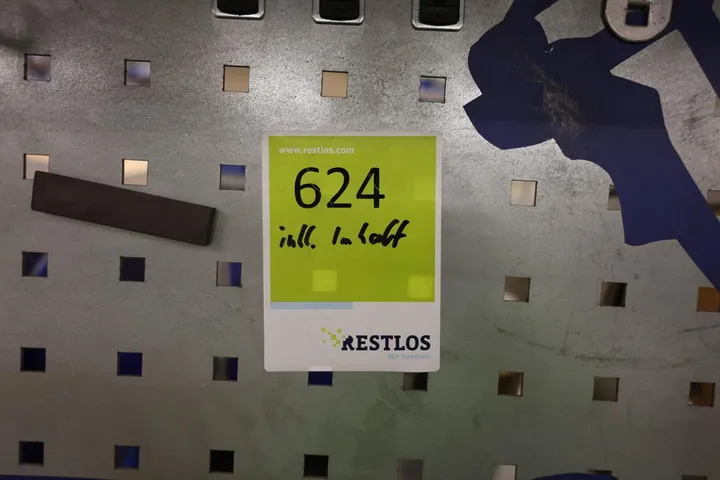 www.restlos.com
624
inkl. Inhalt
RESTLOS
Wir handeln.